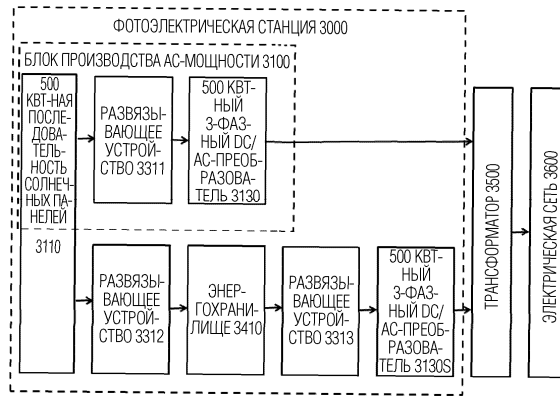 ФОТОЭЛЕКТРИЧЕСКАЯ СТАНЦИЯ 3000
БЛОК ПРОИЗВОДСТВА АС-МОЩНОСТИ 3100
500
КВТ-НАЯ
ПОСЛЕ-
ДОВА-
ТЕЛЬ-
НОСТЬ
СОЛНЕЧ-
НЫХ ПА-
НЕЛЕЙ
3110
РАЗВЯЗЫ-
ВАЮЩЕЕ
УСТРОЙ-
СТВО 3311
500 КВТ-
НЫЙ
3-ФАЗ-
НЫЙ DC/
АС-ПРЕОБ-
РАЗОВА-
ТЕЛЬ 3130
РАЗВЯЗЫ-
ВАЮЩЕЕ
УСТРОЙ-
СТВО 3312
ЭНЕР-
ГОХРАНИ-
ЛИЩЕ 3410
РАЗВЯЗЫ-
ВАЮЩЕЕ
УСТРОЙ-
СТВО 3313
500 КВТ-
НЫЙ
3-ФАЗ-
НЫЙ DC/
АС-ПРЕОБ-
РАЗОВА-
ТЕЛЬ 3130S
ТРАНСФОРМАТОР 3500
ЭЛЕКТРИЧЕСКАЯ СЕТЬ 3600